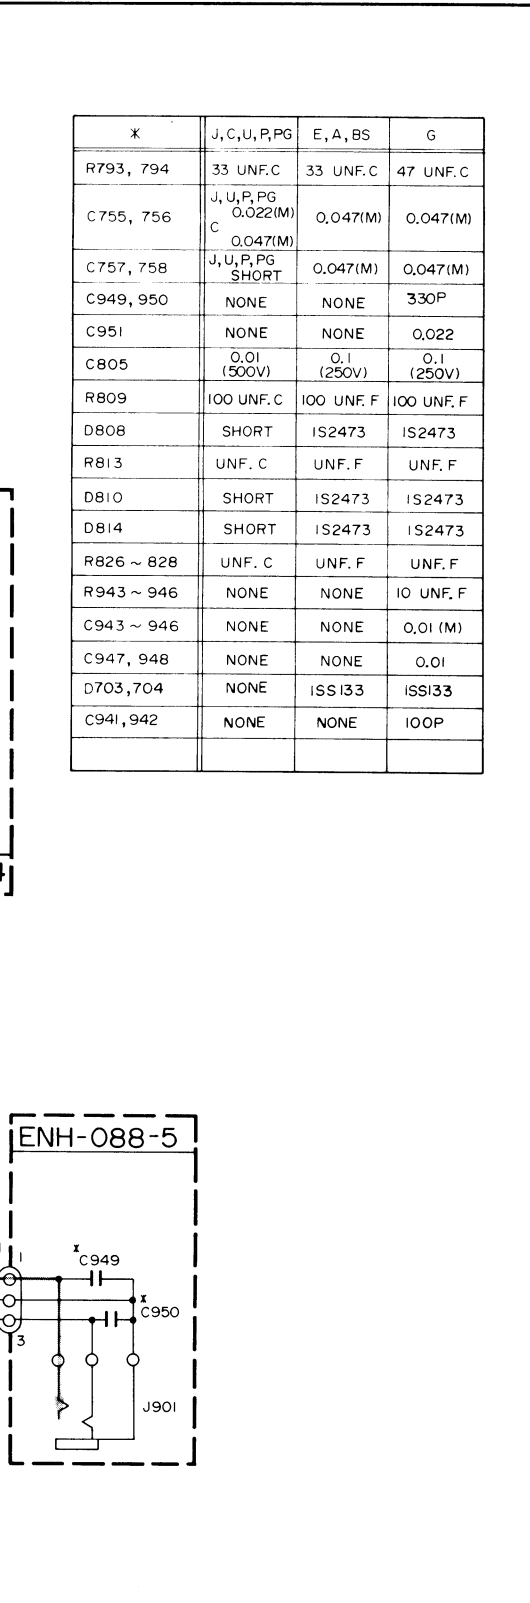 * J, C, U, P, PG E, A, BS G
R793, 794 33 UNF. C 33 UNF. C 47 UNF. C
C755, 756 J, U, P, PG 0.022(M) C 0.047(M) 0.047(M) 0.047(M)
C757, 758 J, U, P, PG SHORT 0.047(M) 0.047(M)
C949, 950 NONE NONE 330P
C951 NONE NONE 0.022
C805 0.01 (500V) 0.1 (250V) 0.1 (250V)
R809 100 UNF. C 100 UNF. F 100 UNF. F
D808 SHORT 1S2473 1S2473
R813 UNF. C UNF. F UNF. F
D810 SHORT 1S2473 1S2473
D814 SHORT 1S2473 1S2473
R826 ~ 828 UNF. C UNF. F UNF. F
R943 ~ 946 NONE NONE 10 UNF. F
C943 ~ 946 NONE NONE 0.01 (M)
C947, 948 NONE NONE 0.01
D703, 704 NONE 1SS133 1SS133
C941, 942 NONE NONE 100P
ENH-088-5
1
* C949
* C950
3
J901